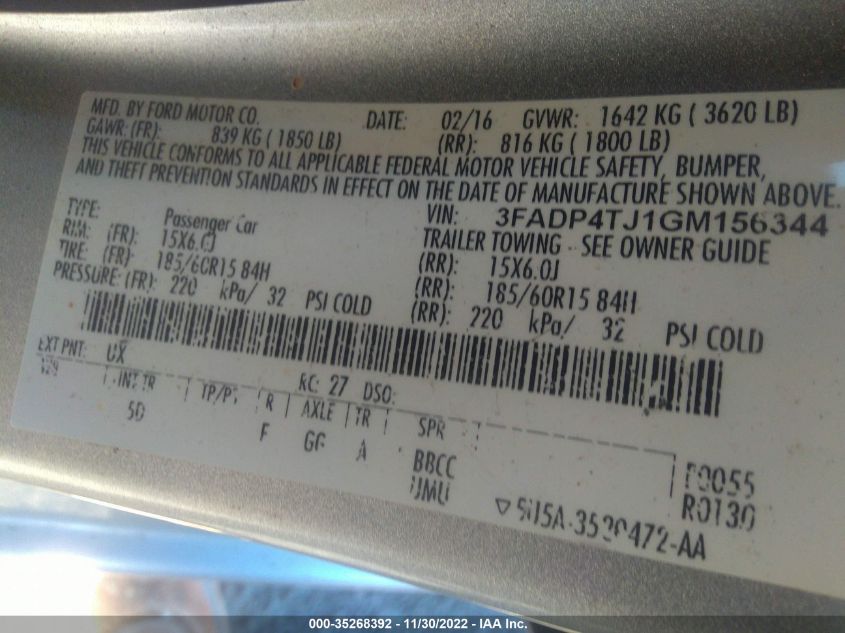 MFD. BY FORD MOTOR CO. DATE: 02/16 GVWR: 1642 KG ( 3620 LB)
GAWR: (FR): 839 KG ( 1850 LB) (RR): 816 KG ( 1800 LB)
THIS VEHICLE CONFORMS TO ALL APPLICABLE FEDERAL MOTOR VEHICLE SAFETY, BUMPER,
AND THEFT PREVENTION STANDARDS IN EFFECT ON THE DATE OF MANUFACTURE SHOWN ABOVE.
VIN: 3FADP4TJ1GM156344
TYPE: Passenger Car TRAILER TOWING - SEE OWNER GUIDE
RIM: (FR): 15X6.0J (RR): 15X6.0J
TIRE: (FR): 185/60R15 84H (RR): 185/60R15 84H
PRESSURE: (FR): 220 kPa/ 32 PSI COLD (RR): 220 kPa/ 32 PSI COLD
EXT PNT: UX RC: 27 DSO:
INT TR TP/PS R AXLE TR SPR
5D F GF A BBCC
UMU
R0130
000-35268392 - 11/30/2022 - IAA Inc.